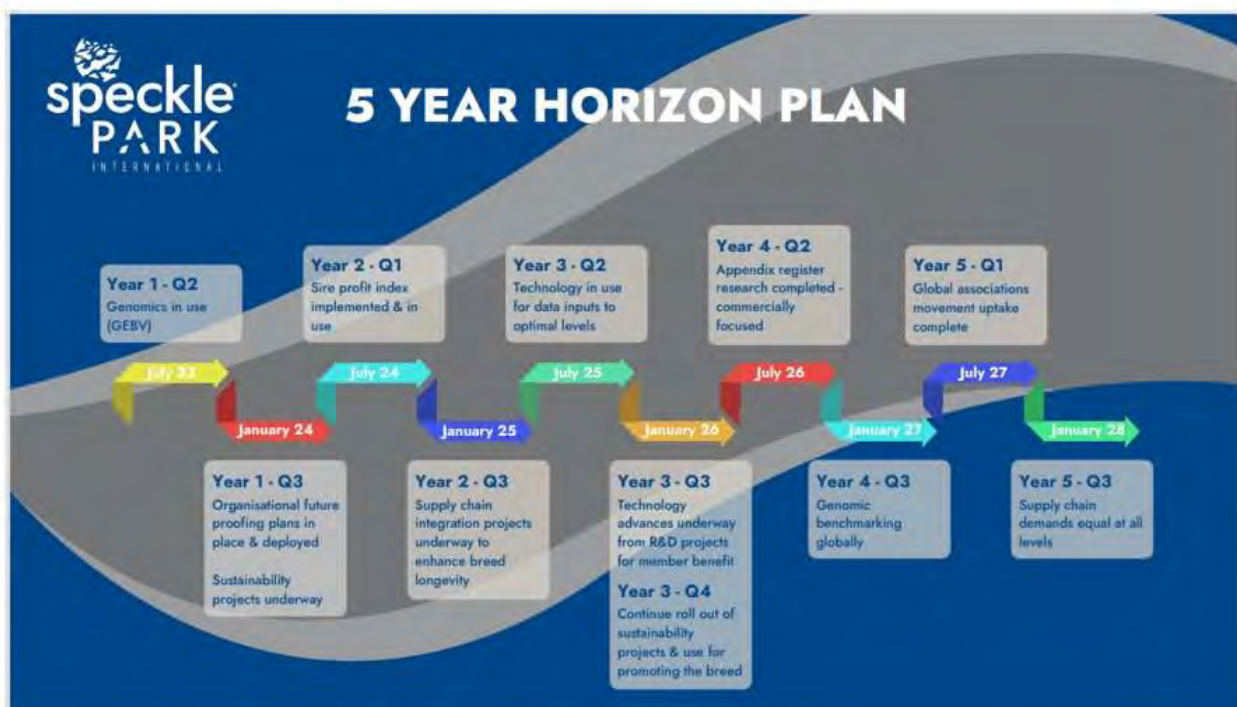 speckle
PARK
INTERNATIONAL
5 YEAR HORIZON PLAN
Year 1 - Q2
Genomics in use
(GEBV)
Year 2 - Q1
Sire profit index
implemented & in
use
Year 3 - Q2
Technology in use
for data inputs to
optimal levels
Year 4 - Q2
Appendix register
research completed -
commercially
focused
Year 5 - Q1
Global associations
movement uptake
complete
July 23
January 24
July 24
January 25
July 25
January 26
July 26
January 27
July 27
January 28
Year 1 - Q3
Organisational future
proofing plans in
place & deployed
Sustainability
projects underway
Year 2 - Q3
Supply chain
integration projects
underway to
enhance breed
longevity
Year 3 - Q3
Technology
advances underway
from R&D projects
for member benefit
Year 3 - Q4
Continue roll out of
sustainability
projects & use for
promoting the breed
Year 4 - Q3
Genomic
benchmarking
globally
Year 5 - Q3
Supply chain
demands equal at all
levels